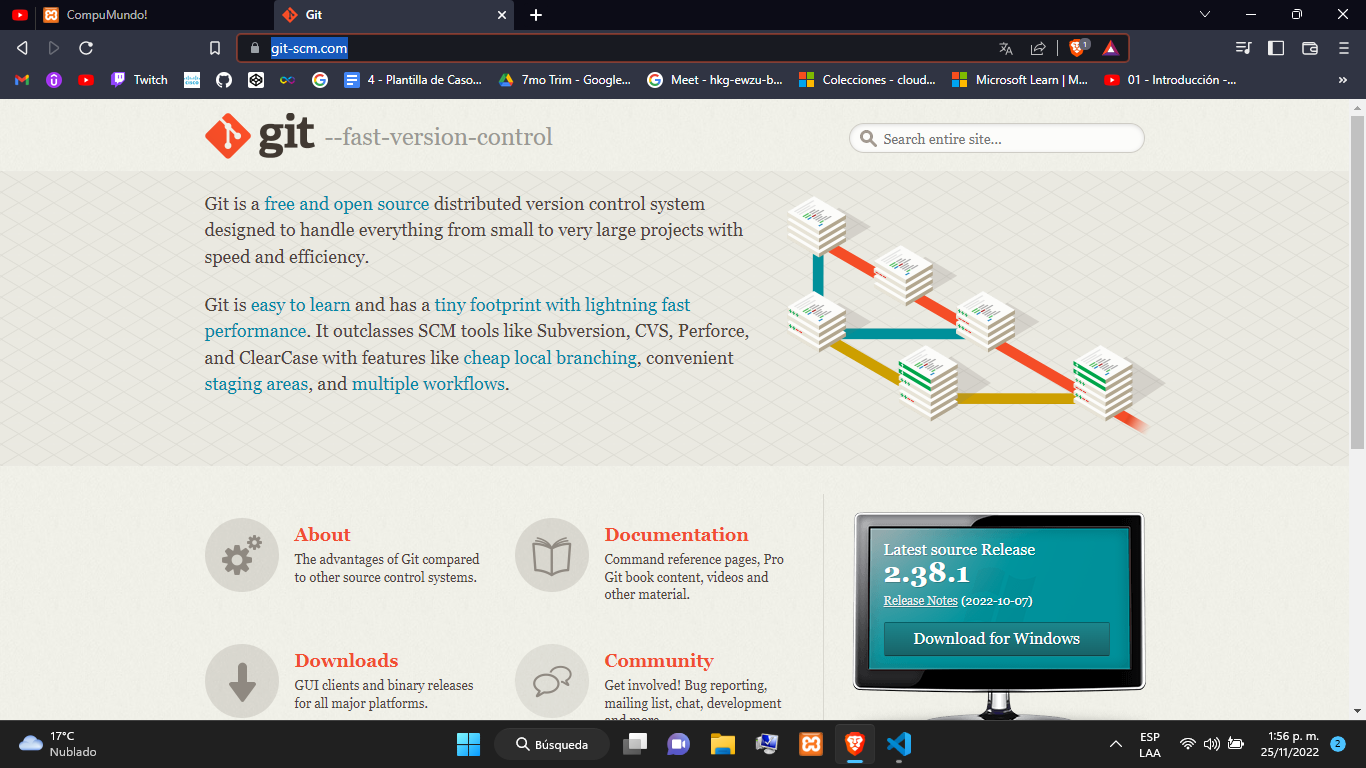 CompuMundo!
Git
git-scm.com
1
Twitch
4 - Plantilla de Caso...
7mo Trim - Google...
Meet - hkg-ewzu-b...
Colecciones - cloud...
Microsoft Learn | M...
01 - Introducción -...
git --fast-version-control
Search entire site...
Git is a free and open source distributed version control system
designed to handle everything from small to very large projects with
speed and efficiency.
Git is easy to learn and has a tiny footprint with lightning fast
performance. It outclasses SCM tools like Subversion, CVS, Perforce,
and ClearCase with features like cheap local branching, convenient
staging areas, and multiple workflows.
About
The advantages of Git compared
to other source control systems.
Documentation
Command reference pages, Pro
Git book content, videos and
other material.
Downloads
GUI clients and binary releases
for all major platforms.
Community
Get involved! Bug reporting,
mailing list, chat, development
and more.
Latest source Release
2.38.1
Release Notes (2022-10-07)
Download for Windows
17°C
Nublado
Búsqueda
ESP
LAA
1:56 p. m.
25/11/2022
2